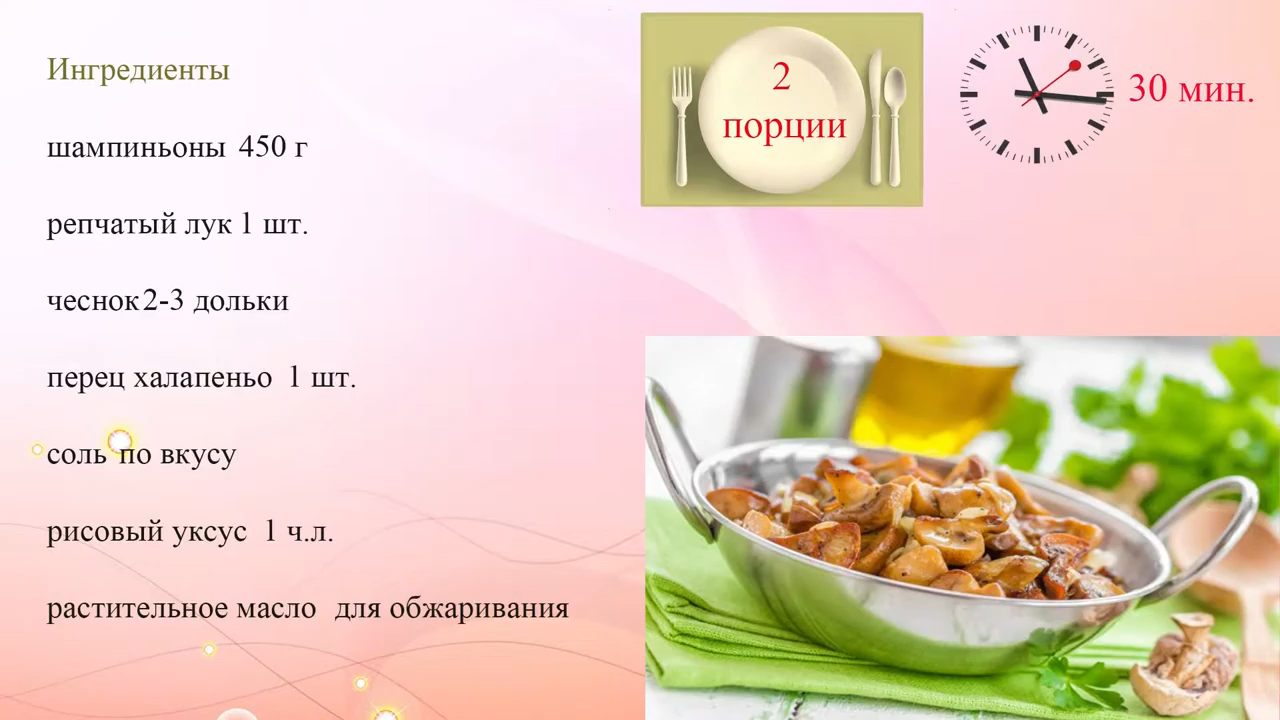 Ингредиенты
шампиньоны 450 г
репчатый лук 1 шт.
чеснок 2-3 дольки
перец халапеньо 1 шт.
соль по вкусу
рисовый уксус 1 ч.л.
растительное масло для обжаривания
2
порции
30 мин.